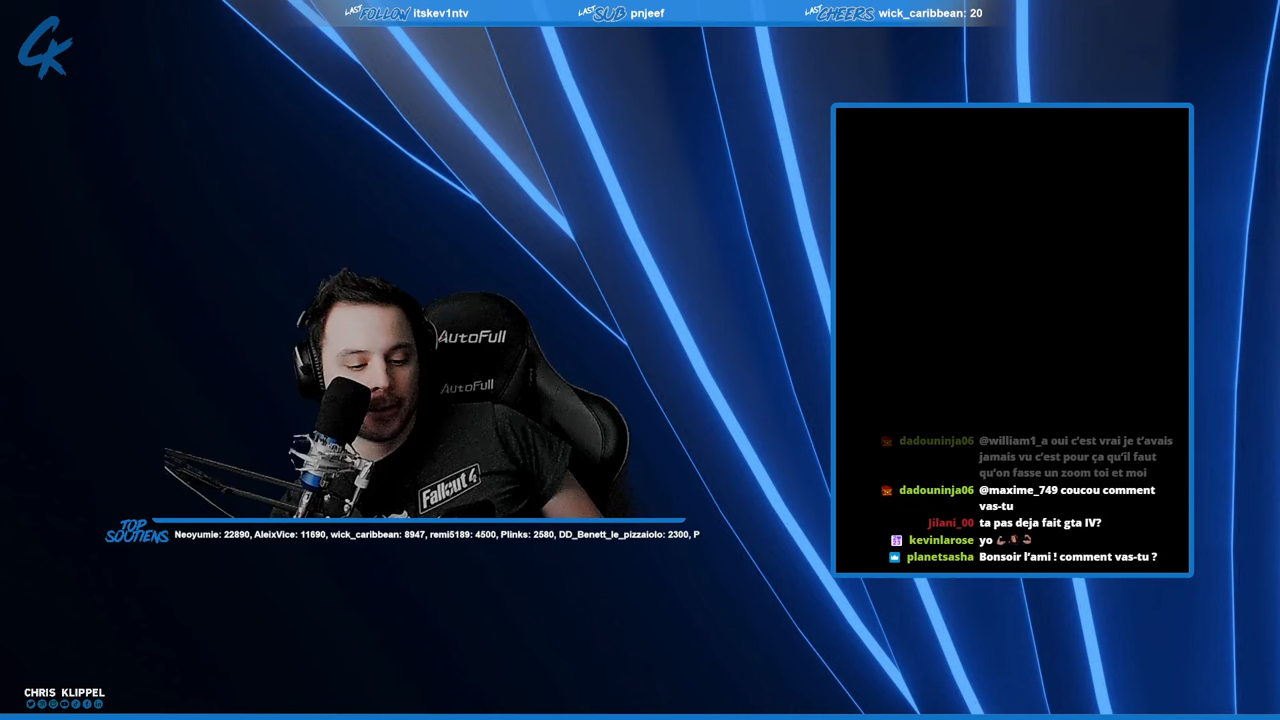 LAST FOLLOW itskev1ntv
LAST SUB pnjeef
LAST CHEERS wick_caribbean: 20
CK
AutoFull
AutoFull
Fallout 4
dadouninja06 @william1_a oui c'est vrai je t'avais
jamais vu c'est pour ça qu'il faut
qu'on fasse un zoom toi et moi
dadouninja06 @maxime_749 coucou comment
vas-tu
Jilani_00 ta pas deja fait gta IV?
kevinlarose yo
planetsasha Bonsoir l'ami ! comment vas-tu ?
TOP
SOUTIENS
Neoyumie: 22890, AleixVice: 11690, wick_caribbean: 8947, remi5189: 4500, Plinks: 2580, DD_Benett_le_pizzaiolo: 2300, P
CHRIS KLIPPEL